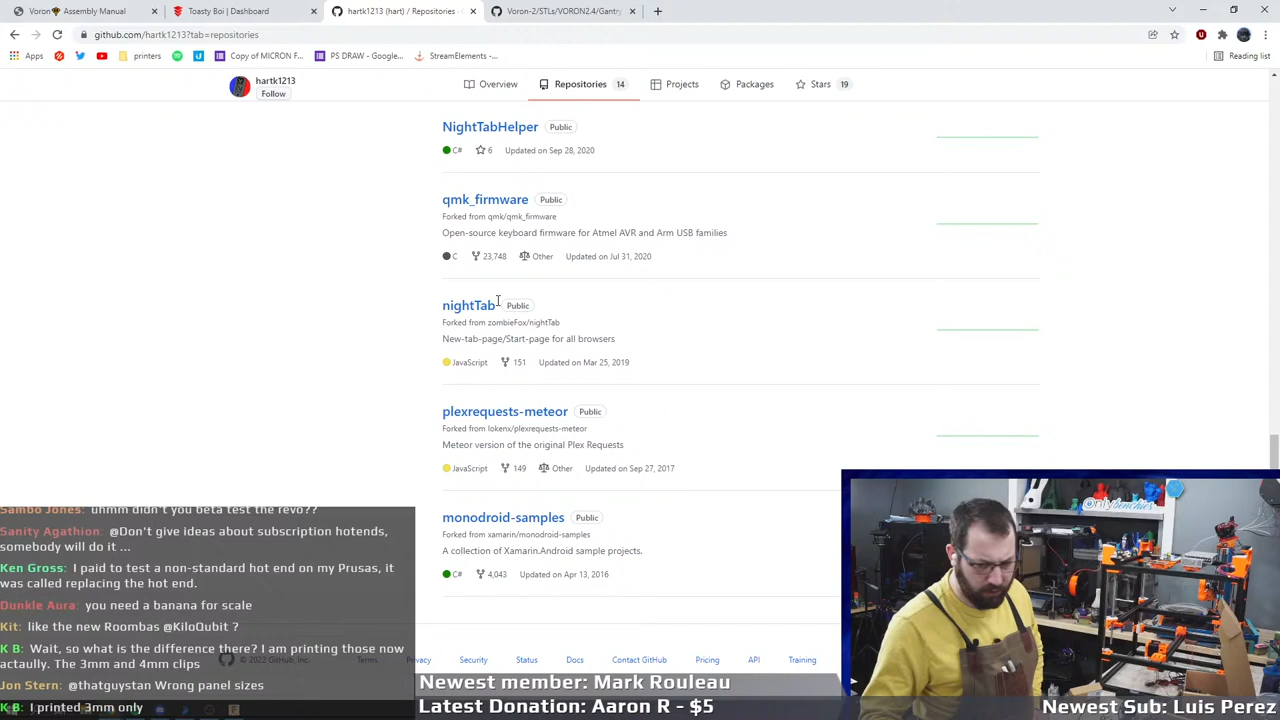 Voron Assembly Manual
Toasty Boi | Dashboard
hartk1213 (hart) / Repositories
Voron-2/STLs/VORON2.4/Gantry
github.com/hartk1213?tab=repositories
Apps
printers
Copy of MICRON F...
PS DRAW - Google...
StreamElements -...
Reading list
hartk1213
Follow
Overview
Repositories 14
Projects
Packages
Stars 19
NightTabHelper Public
C# 6 Updated on Sep 28, 2020
qmk_firmware Public
Forked from qmk/qmk_firmware
Open-source keyboard firmware for Atmel AVR and Arm USB families
C 23,748 Other Updated on Jul 31, 2020
nightTab Public
Forked from zombieFox/nightTab
New-tab-page/Start-page for all browsers
JavaScript 151 Updated on Mar 25, 2019
plexrequests-meteor Public
Forked from lokenx/plexrequests-meteor
Meteor version of the original Plex Requests
JavaScript 149 Other Updated on Sep 27, 2017
monodroid-samples Public
Forked from xamarin/monodroid-samples
A collection of Xamarin.Android sample projects.
C# 4,043 Updated on Apr 13, 2016
© 2022 GitHub, Inc. Terms Privacy Security Status Docs Contact GitHub Pricing API Training
Sambo Jones: uhmm didn't you beta test the revo??
Sanity Agathion: @Don't give ideas about subscription hotends,
somebody will do it ...
Ken Gross: I paid to test a non-standard hot end on my Prusas, it
was called replacing the hot end.
Dunkle Aura: you need a banana for scale
Kit: like the new Roombas @KiloQubit ?
K B: Wait, so what is the difference there? I am printing those now
actaully. The 3mm and 4mm clips
Jon Stern: @thatguystan Wrong panel sizes
K B: I printed 3mm only
Only
benchies
Newest member: Mark Rouleau
Latest Donation: Aaron R - $5
Newest Sub: Luis Perez